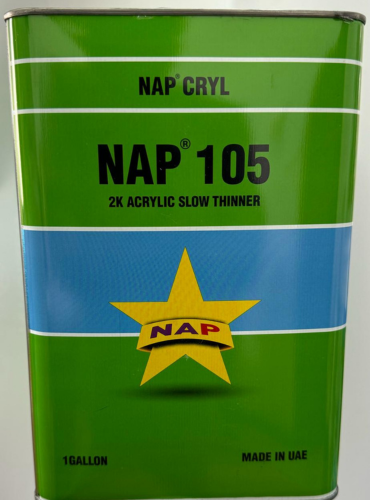 NAP® CRYL
NAP® 105
2K ACRYLIC SLOW THINNER
NAP
1GALLON
MADE IN UAE